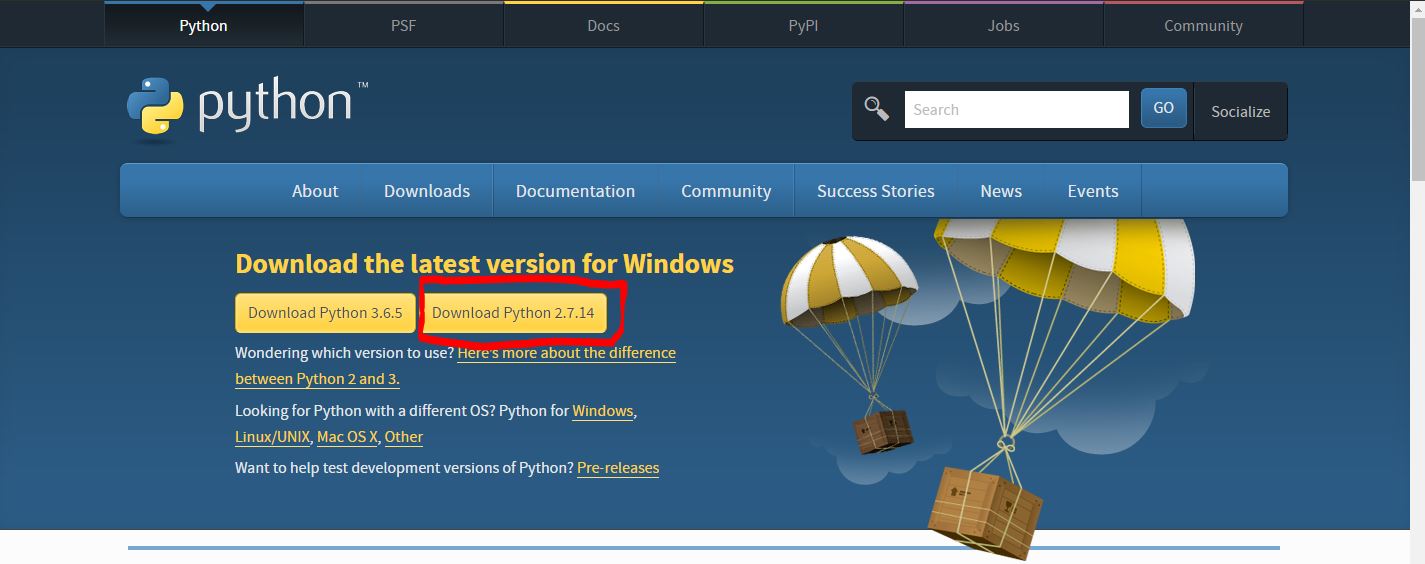 Python PSF Docs PyPI Jobs Community
python™
Search GO Socialize
About Downloads Documentation Community Success Stories News Events
Download the latest version for Windows
Download Python 3.6.5 Download Python 2.7.14
Wondering which version to use? Here's more about the difference
between Python 2 and 3.
Looking for Python with a different OS? Python for Windows,
Linux/UNIX, Mac OS X, Other
Want to help test development versions of Python? Pre-releases